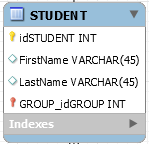 STUDENT
idSTUDENT INT
FirstName VARCHAR(45)
LastName VARCHAR(45)
GROUP_idGROUP INT
Indexes